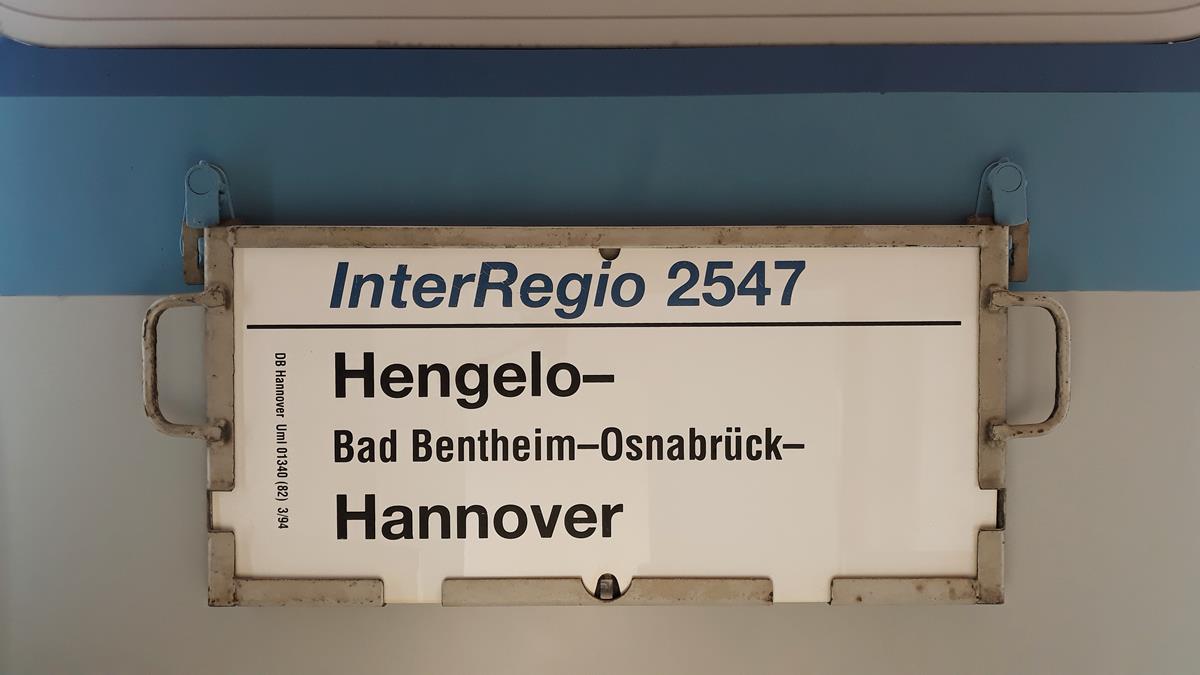 InterRegio 2547
Hengelo–
Bad Bentheim–Osnabrück–
Hannover
DB Hannover Uml 01340 (82) 3/94